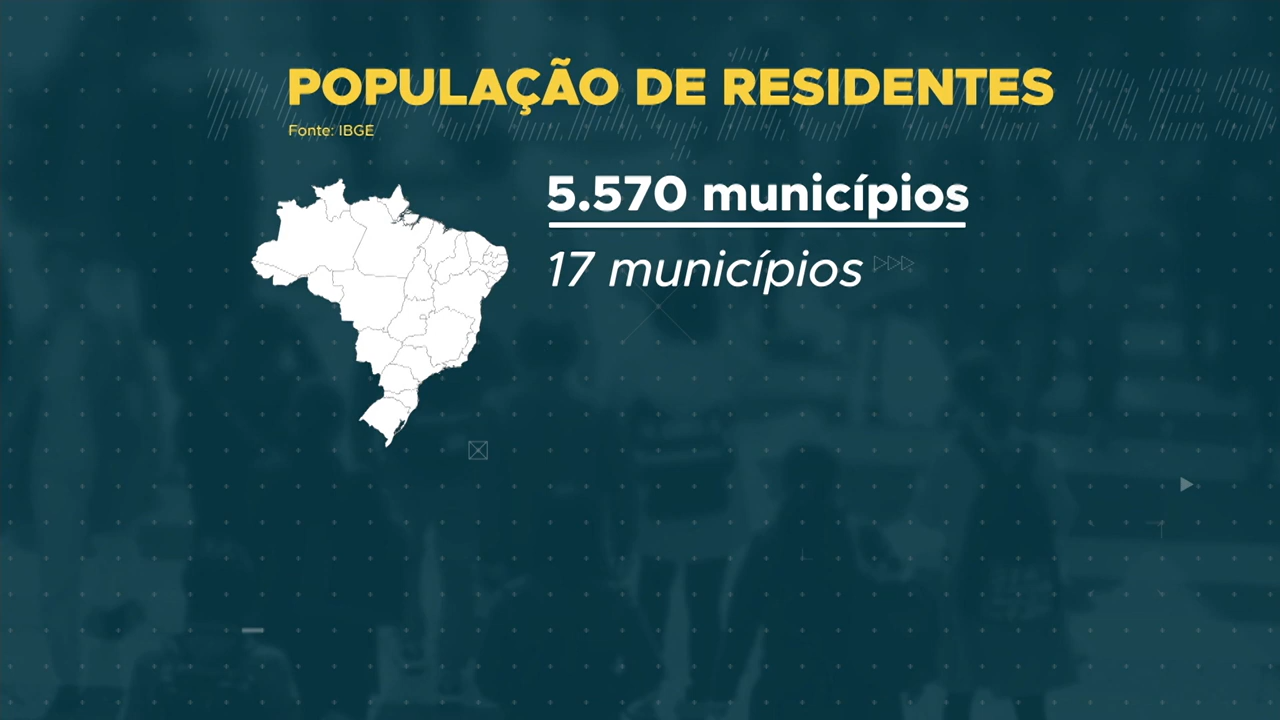 POPULAÇÃO DE RESIDENTES
Fonte: IBGE
5.570 municípios
17 municípios